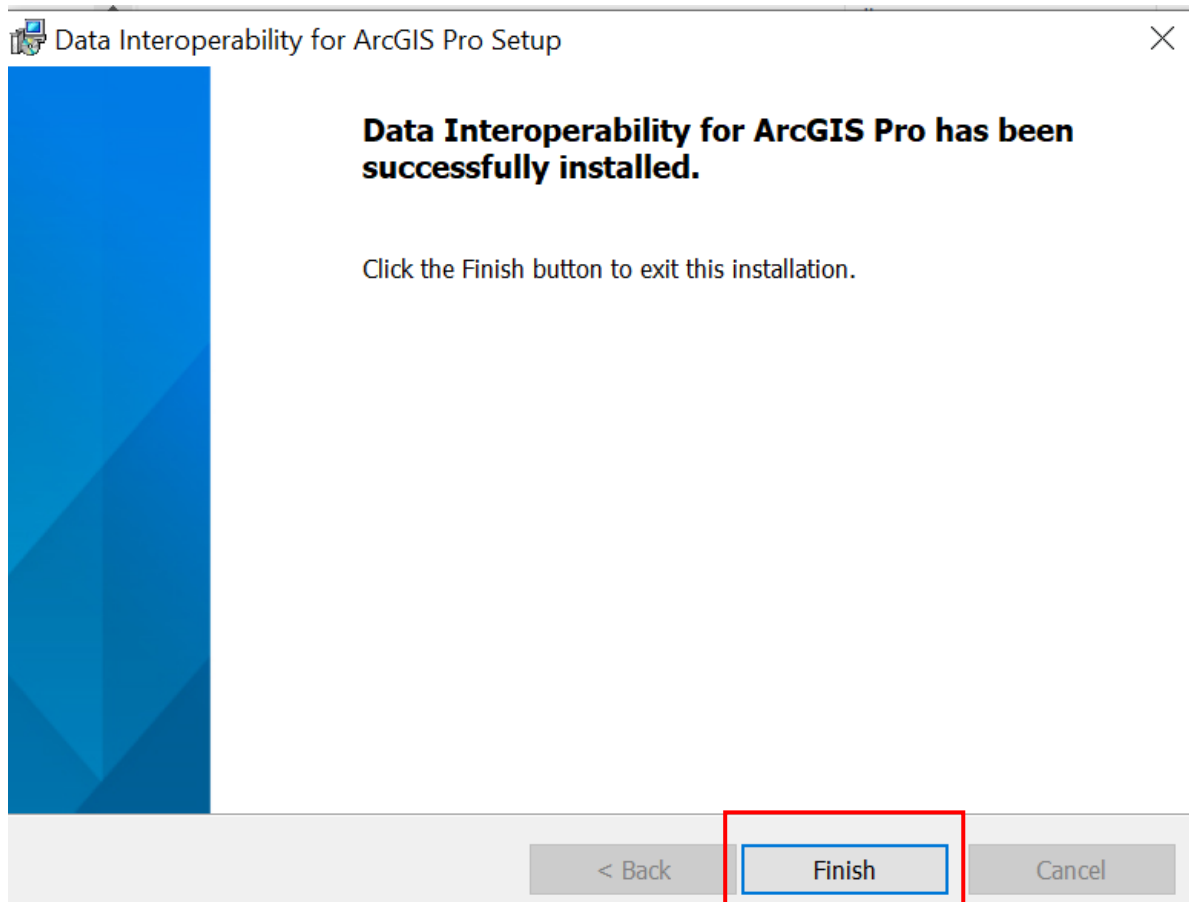 Data Interoperability for ArcGIS Pro Setup
Data Interoperability for ArcGIS Pro has been
successfully installed.
Click the Finish button to exit this installation.
< Back
Finish
Cancel